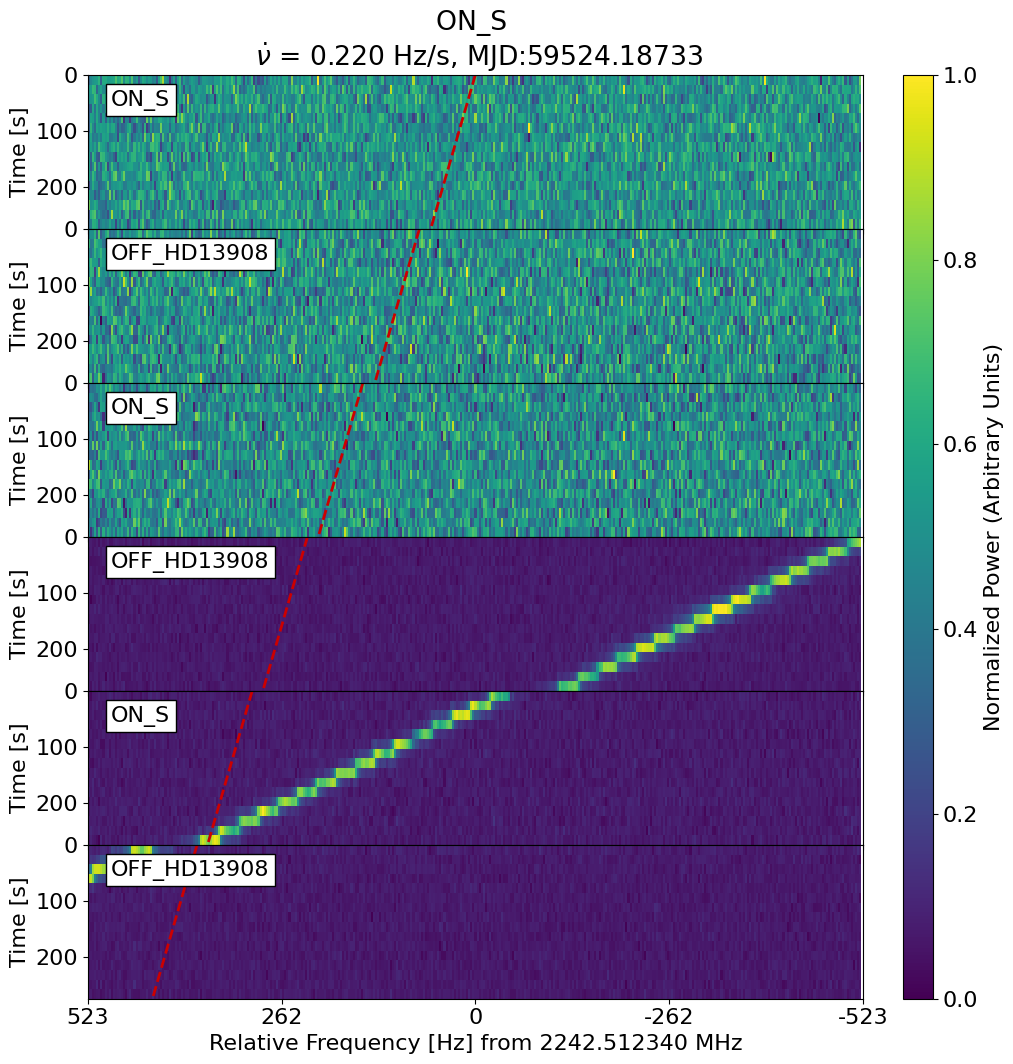 ON_S
ν̇ = 0.220 Hz/s, MJD:59524.18733
0
100
200
Time [s]
ON_S
0
100
200
Time [s]
OFF_HD13908
0
100
200
Time [s]
ON_S
0
100
200
Time [s]
OFF_HD13908
0
100
200
Time [s]
ON_S
0
100
200
Time [s]
OFF_HD13908
523
262
0
-262
-523
Relative Frequency [Hz] from 2242.512340 MHz
1.0
0.8
0.6
0.4
0.2
0.0
Normalized Power (Arbitrary Units)